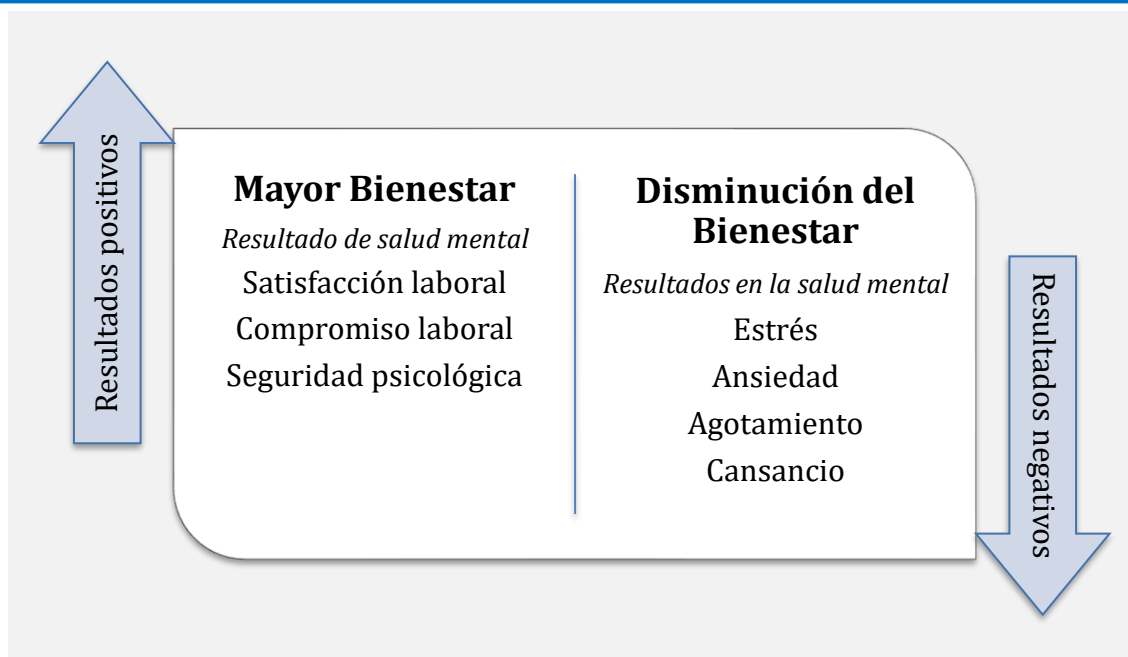 Resultados positivos
Mayor Bienestar
Resultado de salud mental
Satisfacción laboral
Compromiso laboral
Seguridad psicológica
Disminución del
Bienestar
Resultados en la salud mental
Estrés
Ansiedad
Agotamiento
Cansancio
Resultados negativos